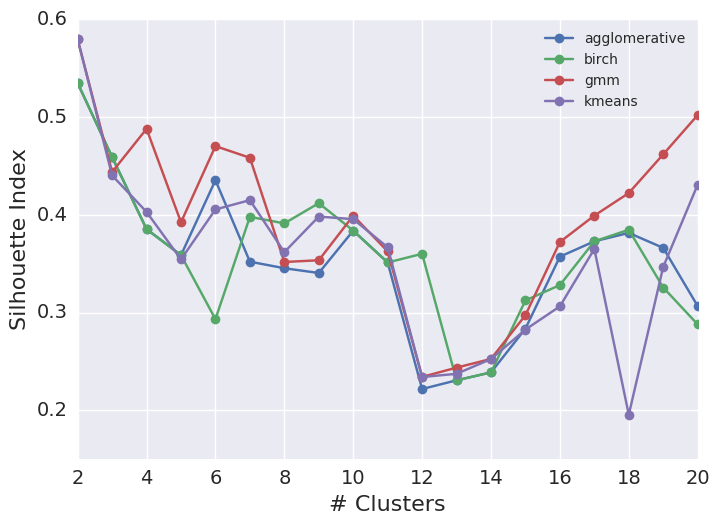 0.6
0.5
0.4
0.3
0.2
Silhouette Index
agglomerative
birch
gmm
kmeans
2 4 6 8 10 12 14 16 18 20
# Clusters